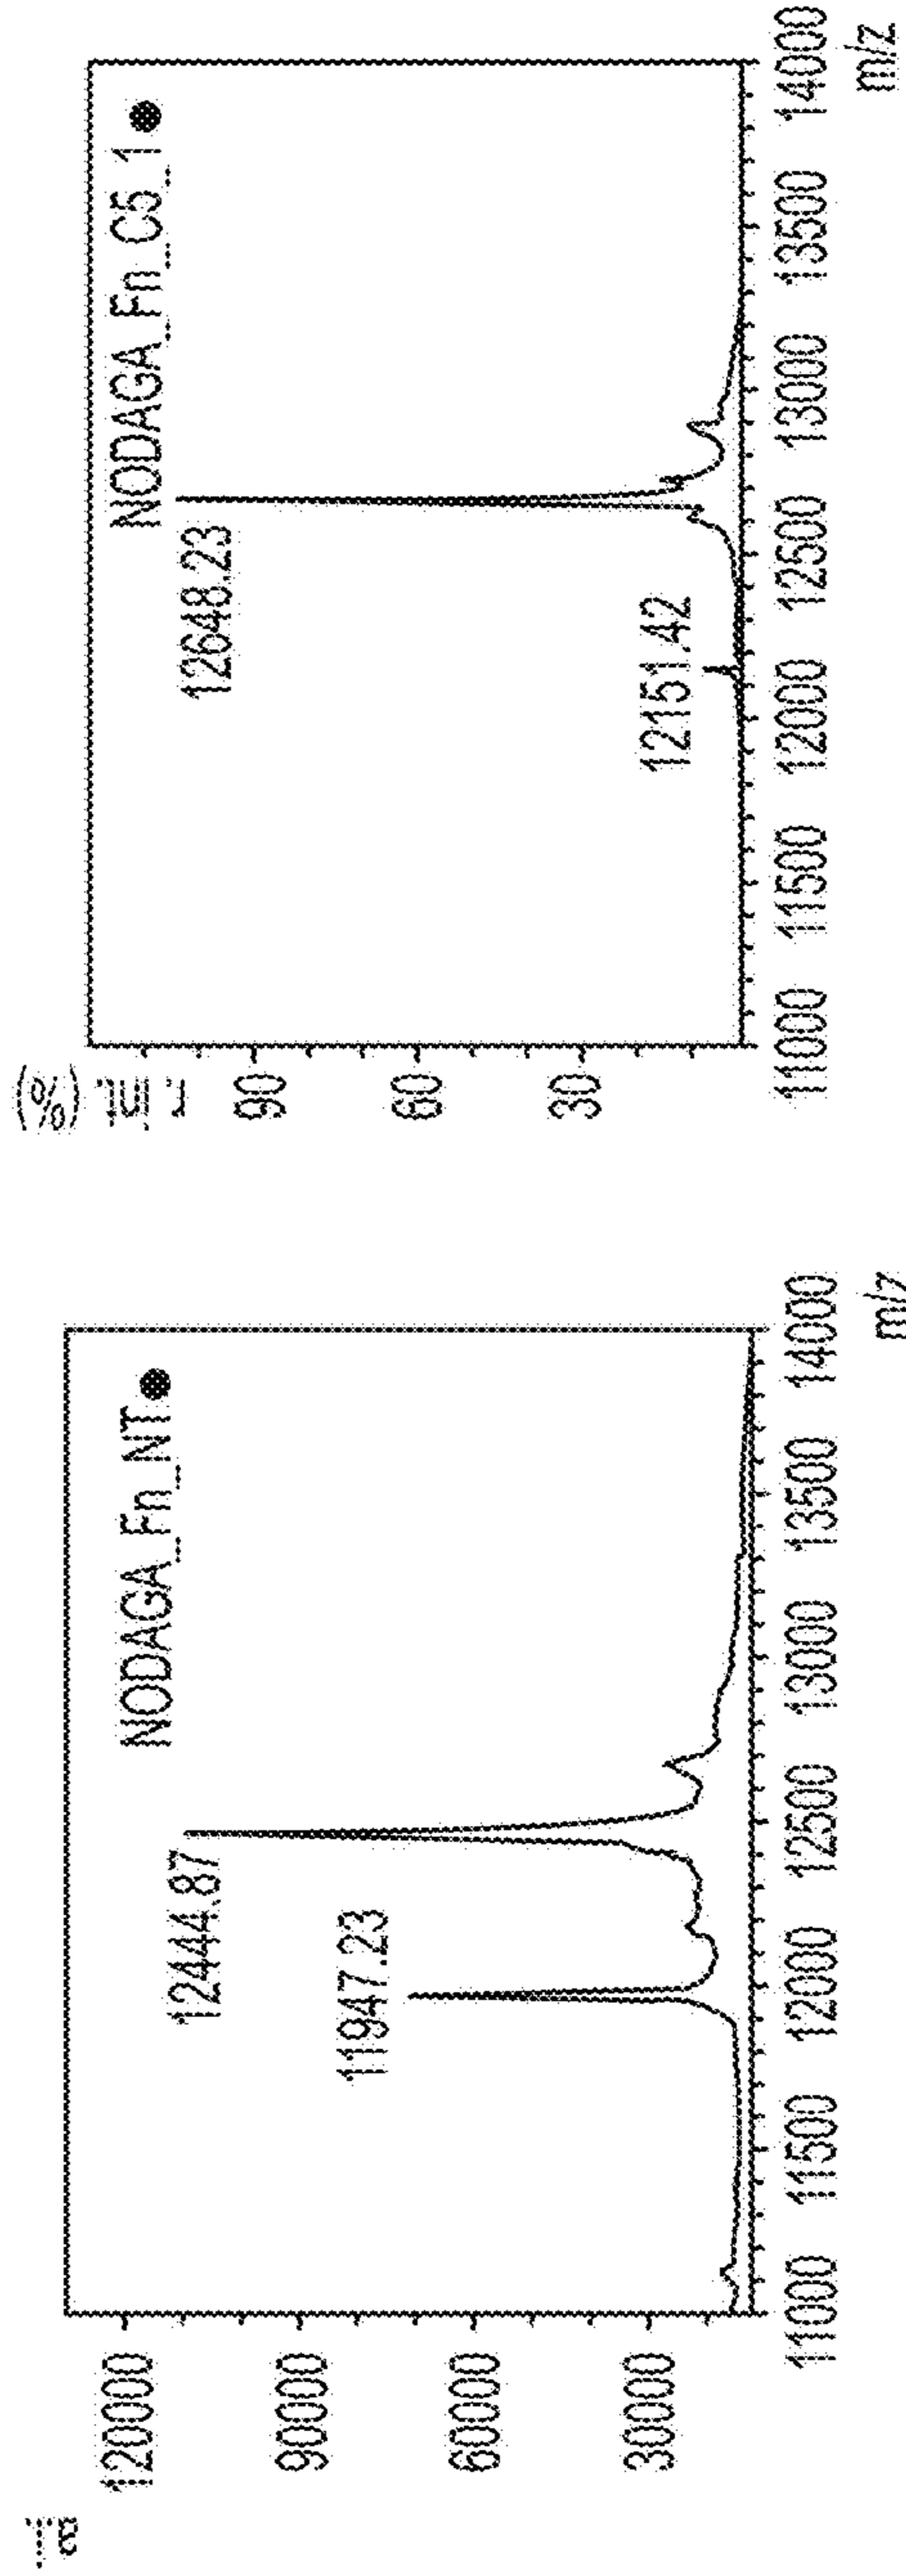 a.i.
120000
90000
60000
30000
NODAGA_Fn_NT
12444.87
11947.23
11000 11500 12000 12500 13000 13500 14000
m/z
r. int. (%)
90
60
30
NODAGA_Fn_C5_1
12648.23
12151.42
11000 11500 12000 12500 13000 13500 14000
m/z